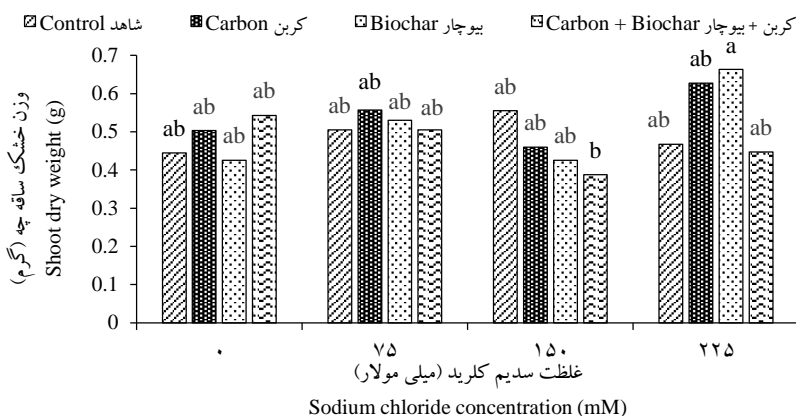 Control شاهد Carbon کربن Biochar بیوچار Carbon + Biochar کربن + بیوچار
وزن خشک ساقه چه (گرم)
Shoot dry weight (g)
0.7
0.6
0.5
0.4
0.3
0.2
0.1
0
ab ab ab ab
ab ab ab ab
ab ab ab b
ab ab a ab
۰ ۷۵ ۱۵۰ ۲۲۵
غلظت سدیم کلرید (میلی مولار)
Sodium chloride concentration (mM)